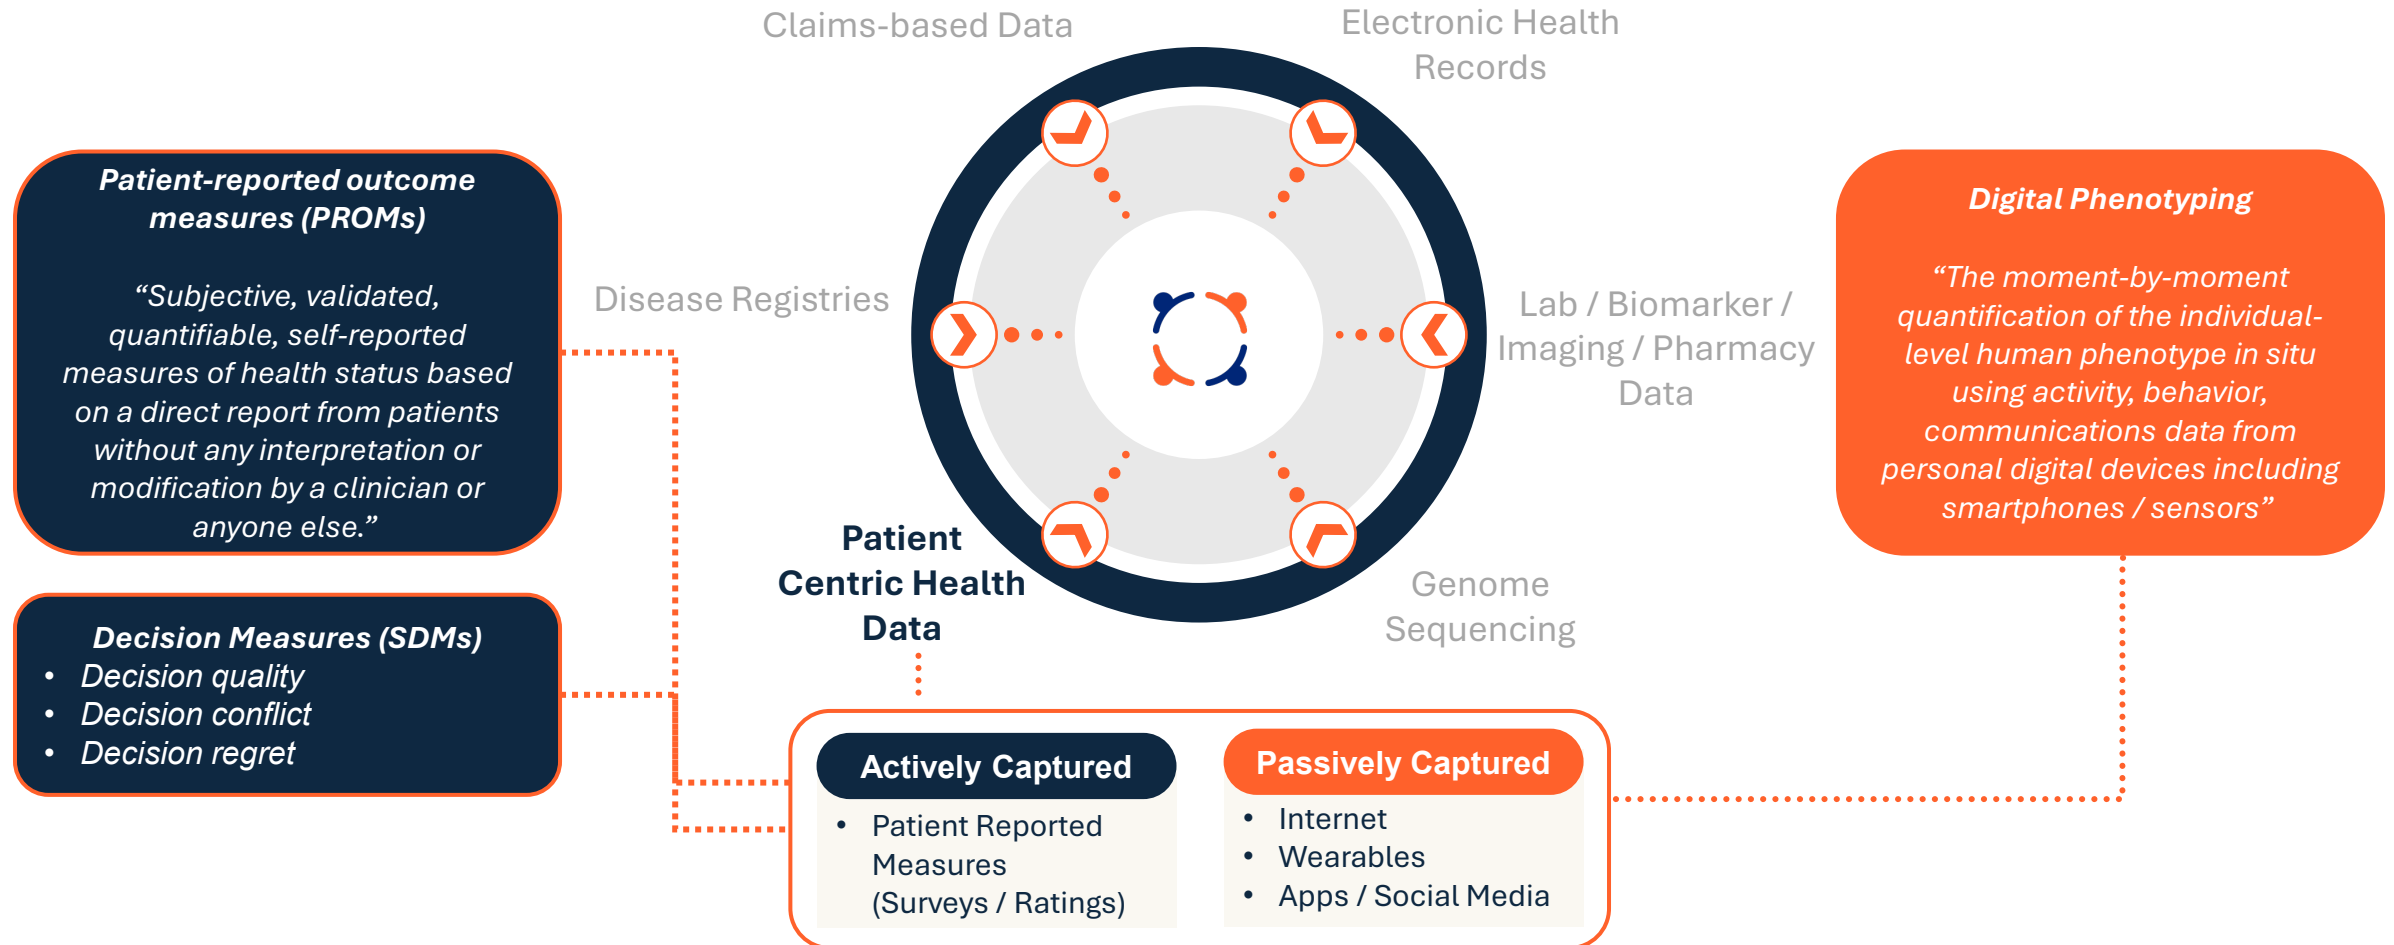 Claims-based Data
Electronic Health
Records
Patient-reported outcome
measures (PROMs)
“Subjective, validated,
quantifiable, self-reported
measures of health status based
on a direct report from patients
without any interpretation or
modification by a clinician or
anyone else.”
Disease Registries
Lab / Biomarker /
Imaging / Pharmacy
Data
Digital Phenotyping
“The moment-by-moment
quantification of the individual-
level human phenotype in situ
using activity, behavior,
communications data from
personal digital devices including
smartphones / sensors”
Patient
Centric Health
Data
Genome
Sequencing
Decision Measures (SDMs)
• Decision quality
• Decision conflict
• Decision regret
Actively Captured
• Patient Reported
Measures
(Surveys / Ratings)
Passively Captured
• Internet
• Wearables
• Apps / Social Media